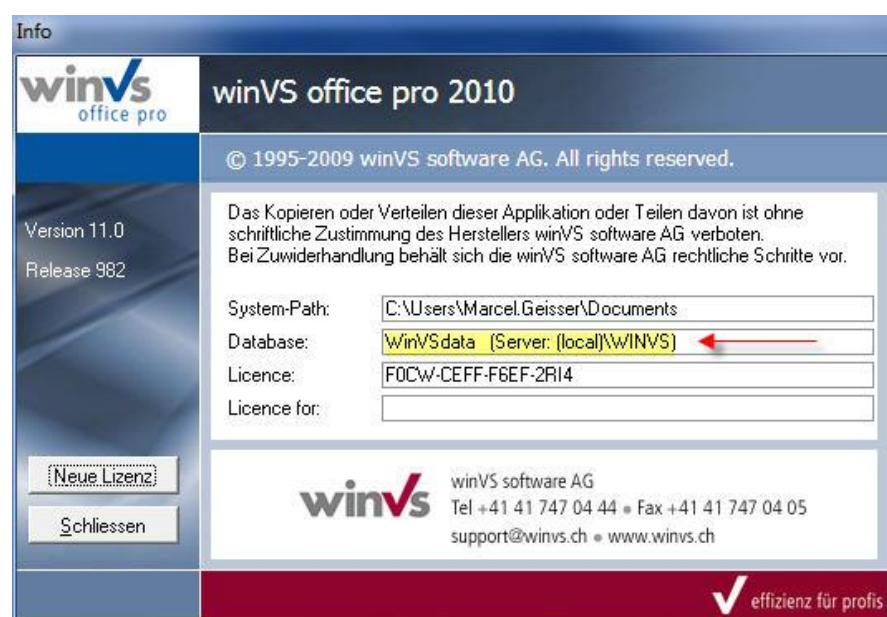 Info
winVS
office pro
winVS office pro 2010
© 1995-2009 winVS software AG. All rights reserved.
Version 11.0
Release 982
Das Kopieren oder Verteilen dieser Applikation oder Teilen davon ist ohne
schriftliche Zustimmung des Herstellers winVS software AG verboten.
Bei Zuwiderhandlung behält sich die winVS software AG rechtliche Schritte vor.
System-Path: C:\Users\Marcel.Geisser\Documents
Database: WinVSdata (Server: (local)\WINVS)
Licence: F0CW-CEFF-F6EF-2RI4
Licence for:
Neue Lizenz
Schliessen
winvs
winVS software AG
Tel +41 41 747 04 44 • Fax +41 41 747 04 05
support@winvs.ch • www.winvs.ch
effizienz für profis